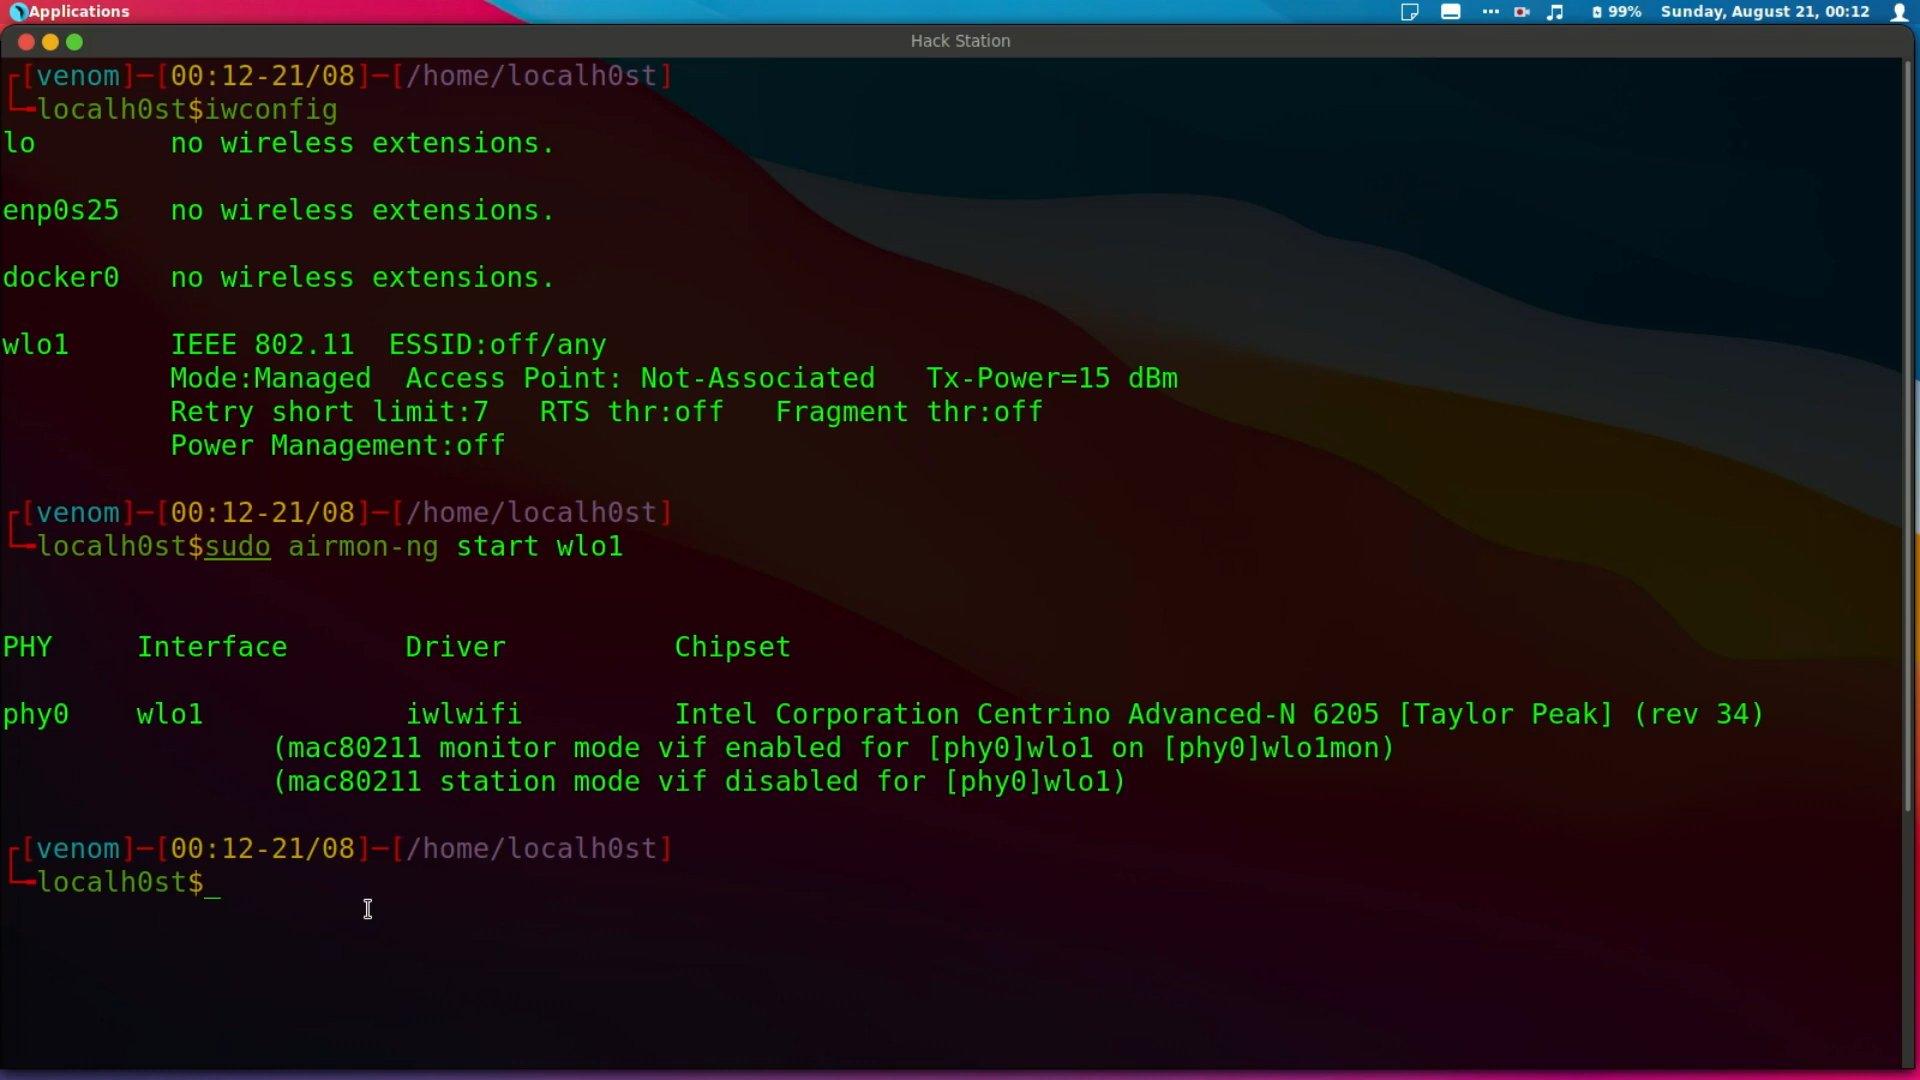 Applications
99% Sunday, August 21, 00:12
Hack Station
[venom]-[00:12-21/08]-[/home/localh0st]
localh0st$iwconfig
lo        no wireless extensions.
enp0s25   no wireless extensions.
docker0   no wireless extensions.
wlo1      IEEE 802.11  ESSID:off/any
Mode:Managed  Access Point: Not-Associated   Tx-Power=15 dBm
Retry short limit:7   RTS thr:off   Fragment thr:off
Power Management:off
[venom]-[00:12-21/08]-[/home/localh0st]
localh0st$sudo airmon-ng start wlo1
PHY     Interface       Driver          Chipset
phy0    wlo1            iwlwifi         Intel Corporation Centrino Advanced-N 6205 [Taylor Peak] (rev 34)
(mac80211 monitor mode vif enabled for [phy0]wlo1 on [phy0]wlo1mon)
(mac80211 station mode vif disabled for [phy0]wlo1)
[venom]-[00:12-21/08]-[/home/localh0st]
localh0st$_